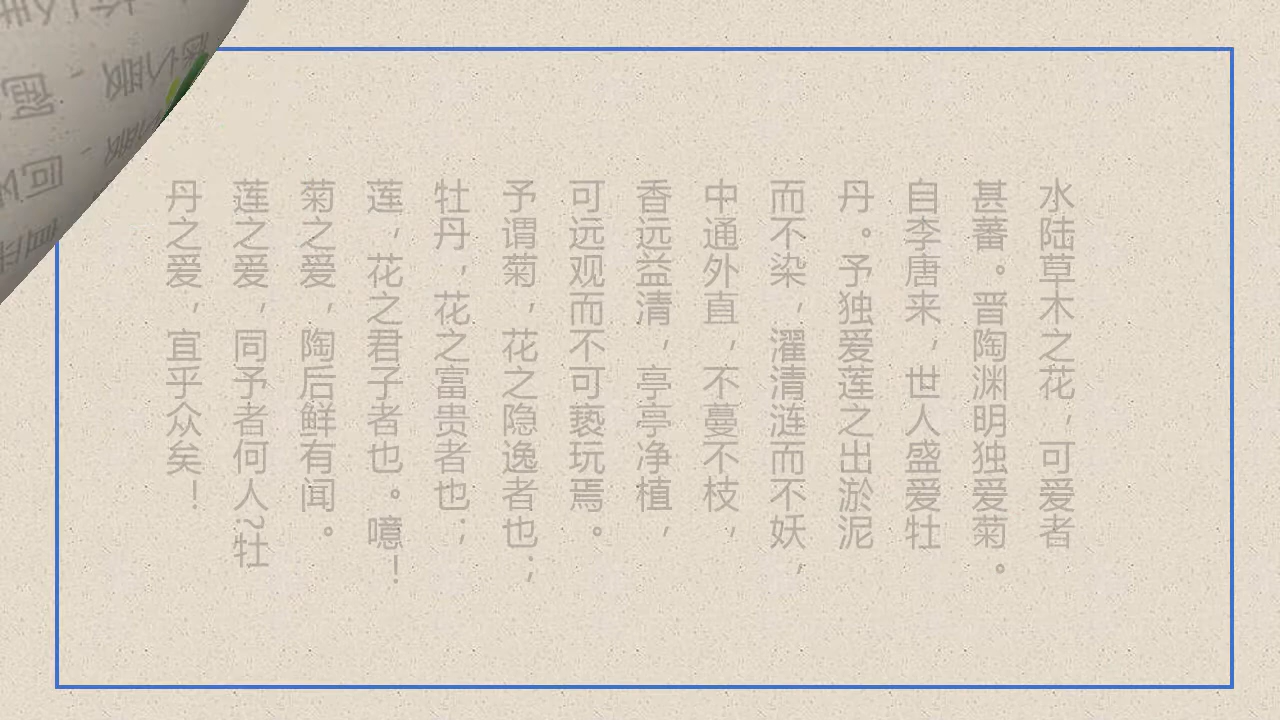 水陆草木之花，可爱者
甚蕃。晋陶渊明独爱菊。
自李唐来，世人盛爱牡
丹。予独爱莲之出淤泥
而不染，濯清涟而不妖，
中通外直，不蔓不枝，
香远益清，亭亭净植，
可远观而不可亵玩焉。
予谓菊，花之隐逸者也；
牡丹，花之富贵者也；
莲，花之君子者也。噫！
菊之爱，陶后鲜有闻。
莲之爱，同予者何人?牡
丹之爱，宜乎众矣！